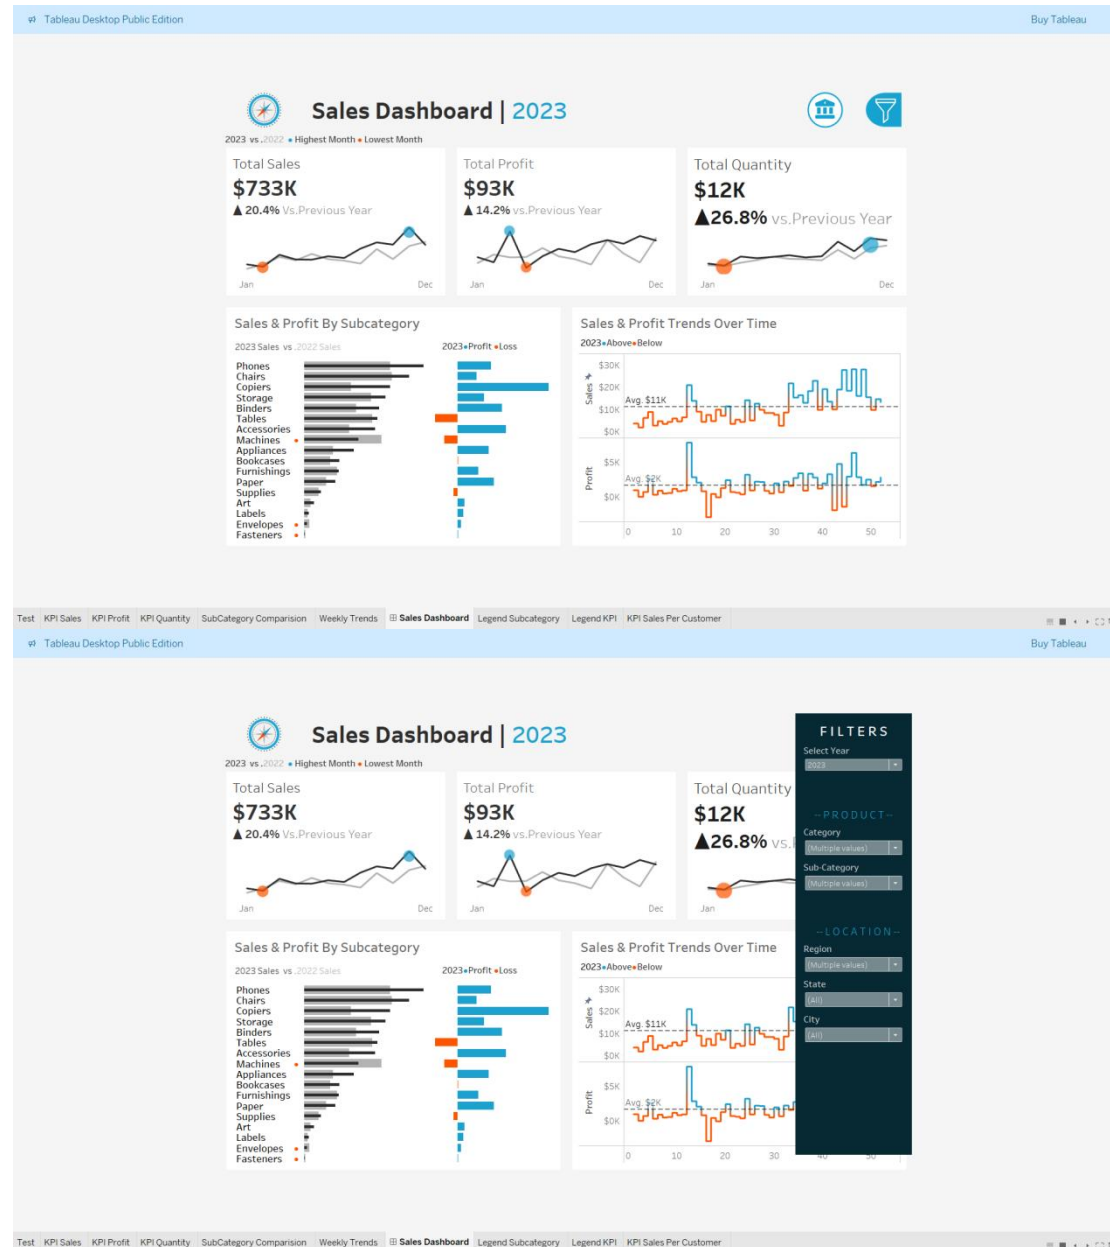 Tableau Desktop Public Edition Buy Tableau
Sales Dashboard | 2023
2023 vs .2022 • Highest Month • Lowest Month
Total Sales
$733K
▲ 20.4% Vs.Previous Year
Jan Dec
Total Profit
$93K
▲ 14.2% vs.Previous Year
Jan Dec
Total Quantity
$12K
▲26.8% vs.Previous Year
Jan Dec
Sales & Profit By Subcategory
2023 Sales vs .2022 Sales 2023•Profit •Loss
Phones
Chairs
Copiers
Storage
Binders
Tables
Accessories
Machines •
Appliances
Bookcases
Furnishings
Paper
Supplies
Art
Labels
Envelopes •
Fasteners •
Sales & Profit Trends Over Time
2023•Above•Below
Sales
$30K
$20K
Avg. $11K
$10K
$0K
Profit
$5K
Avg. $2K
$0K
0 10 20 30 40 50
Test KPI Sales KPI Profit KPI Quantity SubCategory Comparision Weekly Trends Sales Dashboard Legend Subcategory Legend KPI KPI Sales Per Customer
Tableau Desktop Public Edition Buy Tableau
Sales Dashboard | 2023
2023 vs .2022 • Highest Month • Lowest Month
Total Sales
$733K
▲ 20.4% Vs.Previous Year
Jan Dec
Total Profit
$93K
▲ 14.2% vs.Previous Year
Jan Dec
Total Quantity
$12K
▲26.8% vs.
Jan
Sales & Profit By Subcategory
2023 Sales vs .2022 Sales 2023•Profit •Loss
Phones
Chairs
Copiers
Storage
Binders
Tables
Accessories
Machines •
Appliances
Bookcases
Furnishings
Paper
Supplies
Art
Labels
Envelopes •
Fasteners •
Sales & Profit Trends Over Time
2023•Above•Below
Sales
$30K
$20K
Avg. $11K
$10K
$0K
Profit
$5K
Avg. $2K
$0K
0 10 20 30 40 50
FILTERS
Select Year
2023
--PRODUCT--
Category
(Multiple values)
Sub-Category
(Multiple values)
--LOCATION--
Region
(Multiple values)
State
(All)
City
(All)
Test KPI Sales KPI Profit KPI Quantity SubCategory Comparision Weekly Trends Sales Dashboard Legend Subcategory Legend KPI KPI Sales Per Customer